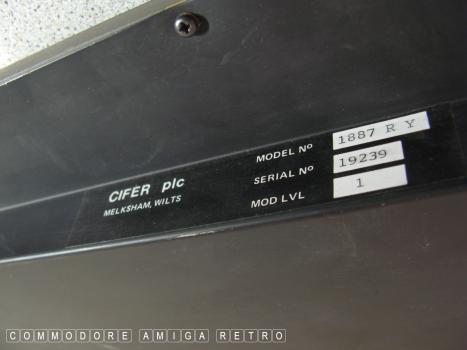 CIFER plc
MELKSHAM, WILTS
MODEL Nº 1887 R Y
SERIAL Nº 19239
MOD LVL 1
COMMODORE AMIGA RETRO